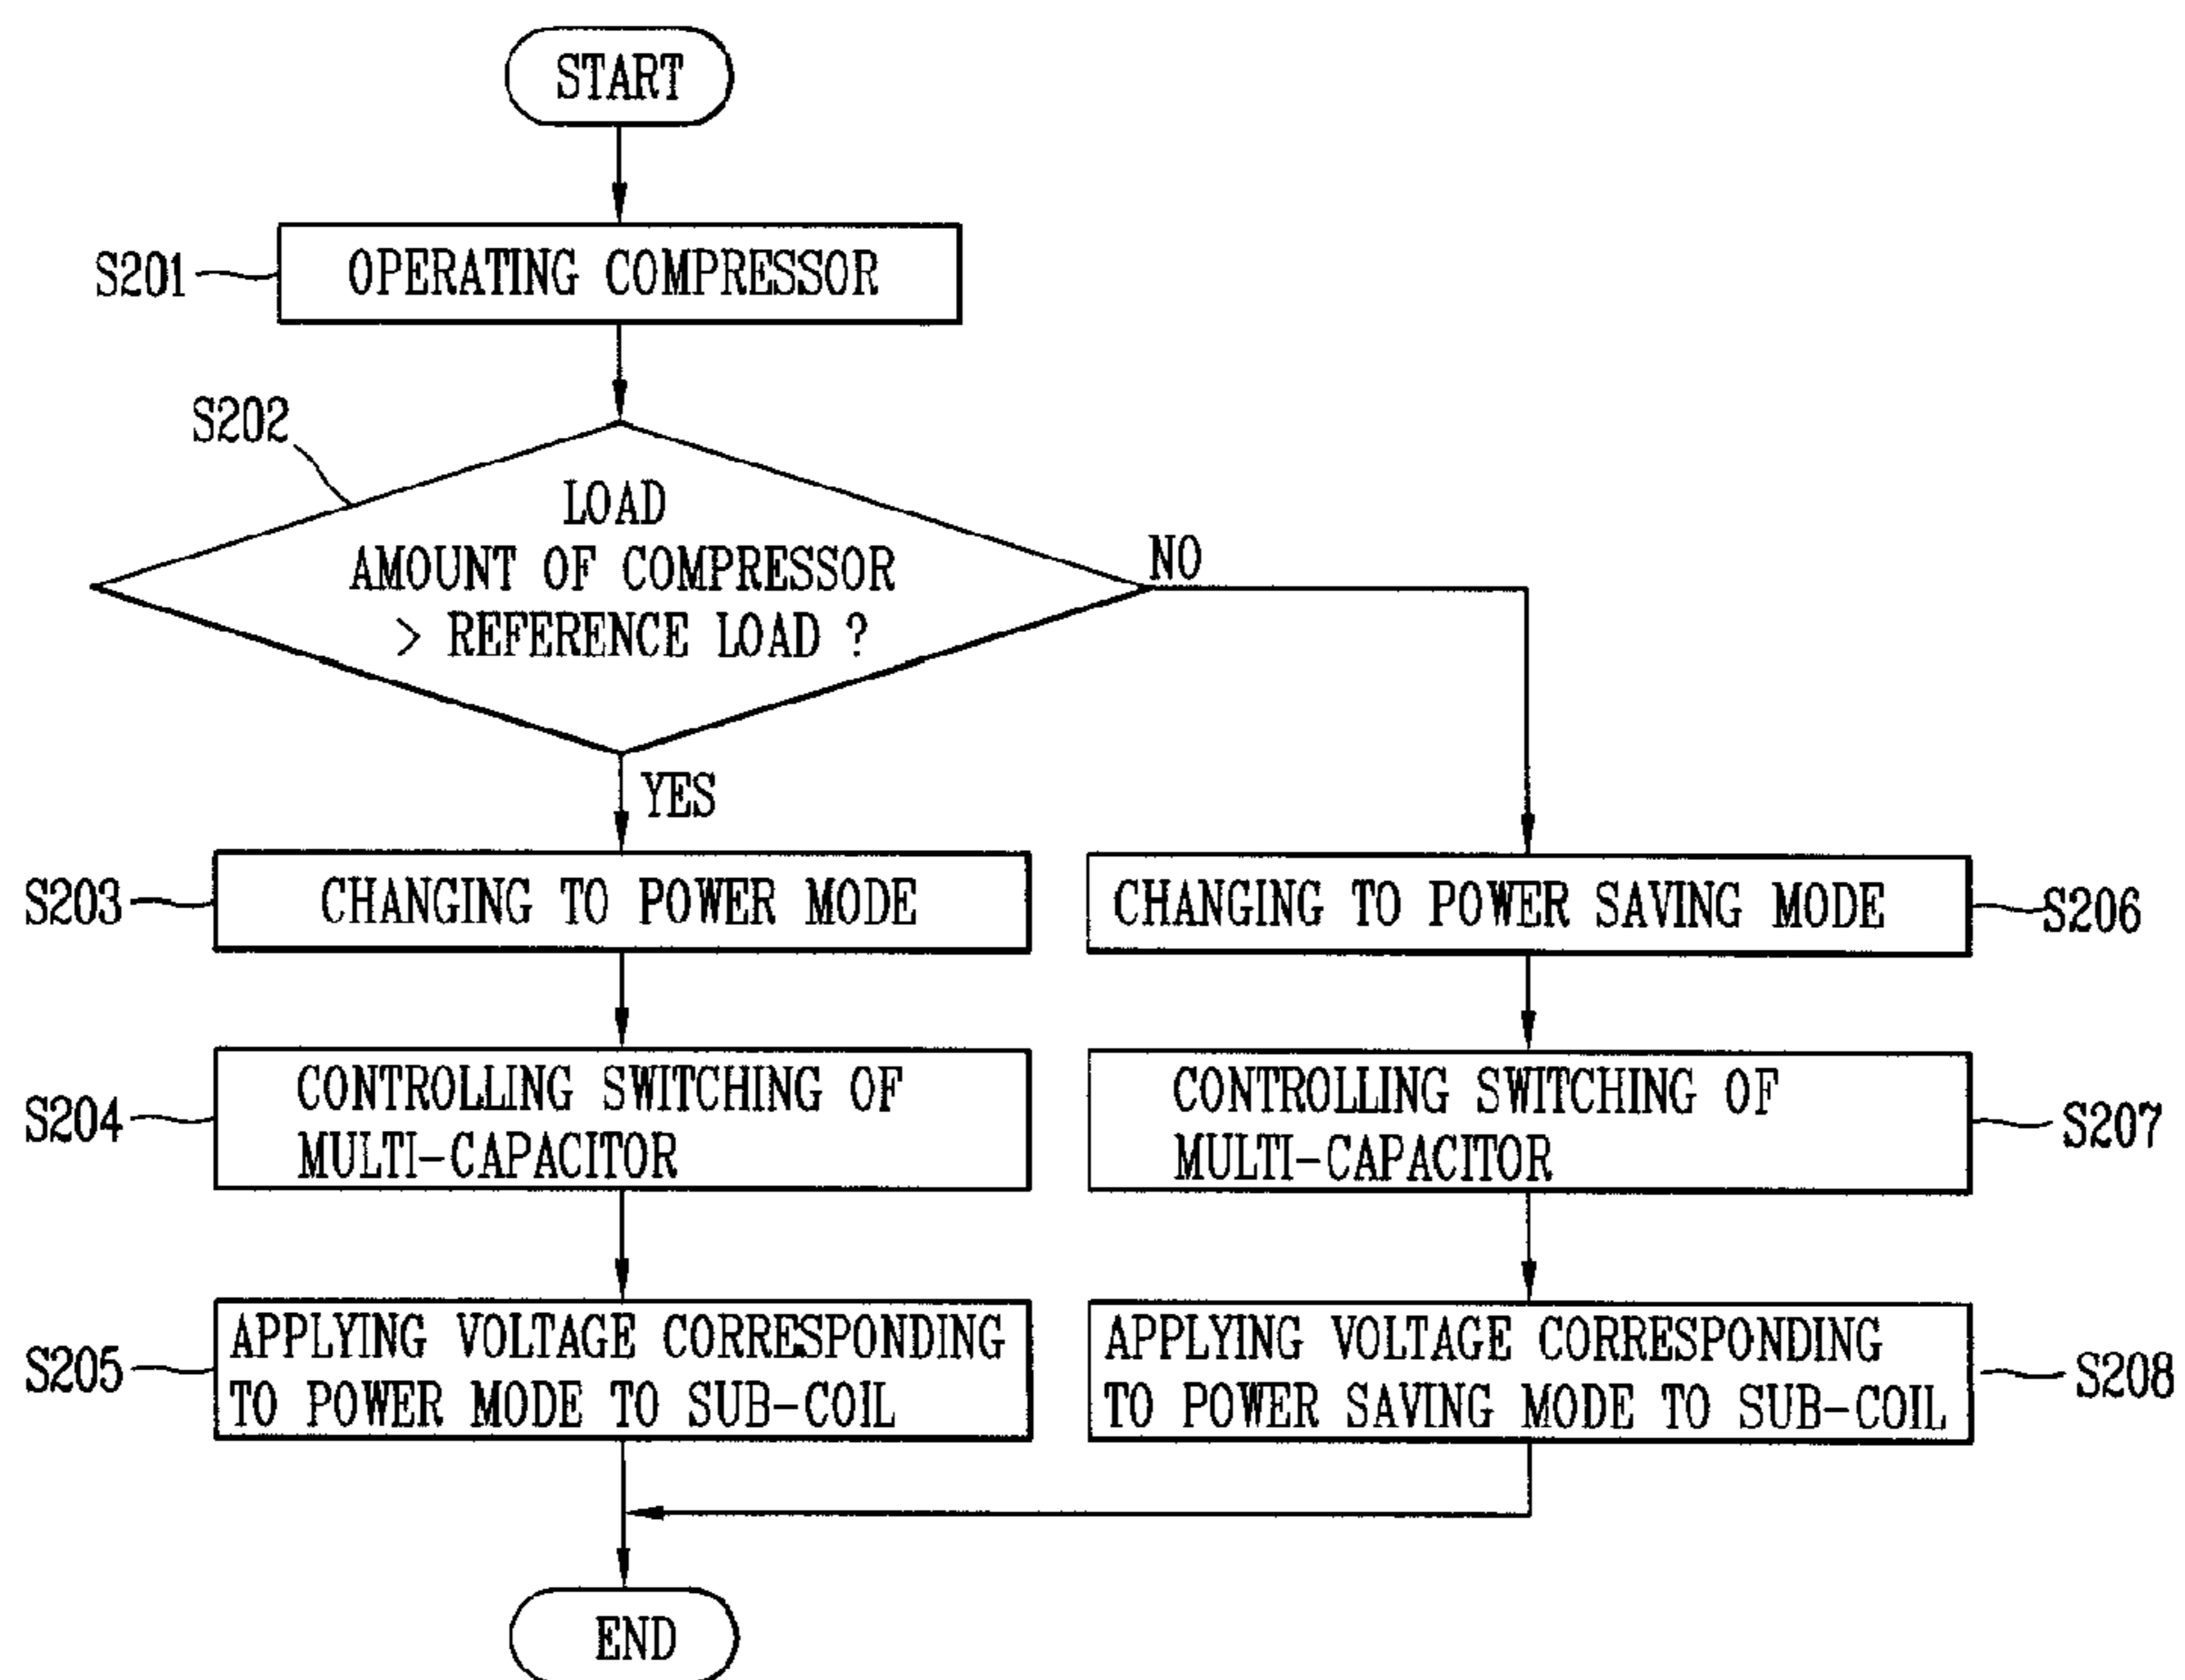 START
S201
OPERATING COMPRESSOR
S202
LOAD
AMOUNT OF COMPRESSOR
> REFERENCE LOAD ?
NO
YES
S203
CHANGING TO POWER MODE
CHANGING TO POWER SAVING MODE
S206
S204
CONTROLLING SWITCHING OF
MULTI-CAPACITOR
CONTROLLING SWITCHING OF
MULTI-CAPACITOR
S207
S205
APPLYING VOLTAGE CORRESPONDING
TO POWER MODE TO SUB-COIL
APPLYING VOLTAGE CORRESPONDING
TO POWER SAVING MODE TO SUB-COIL
S208
END